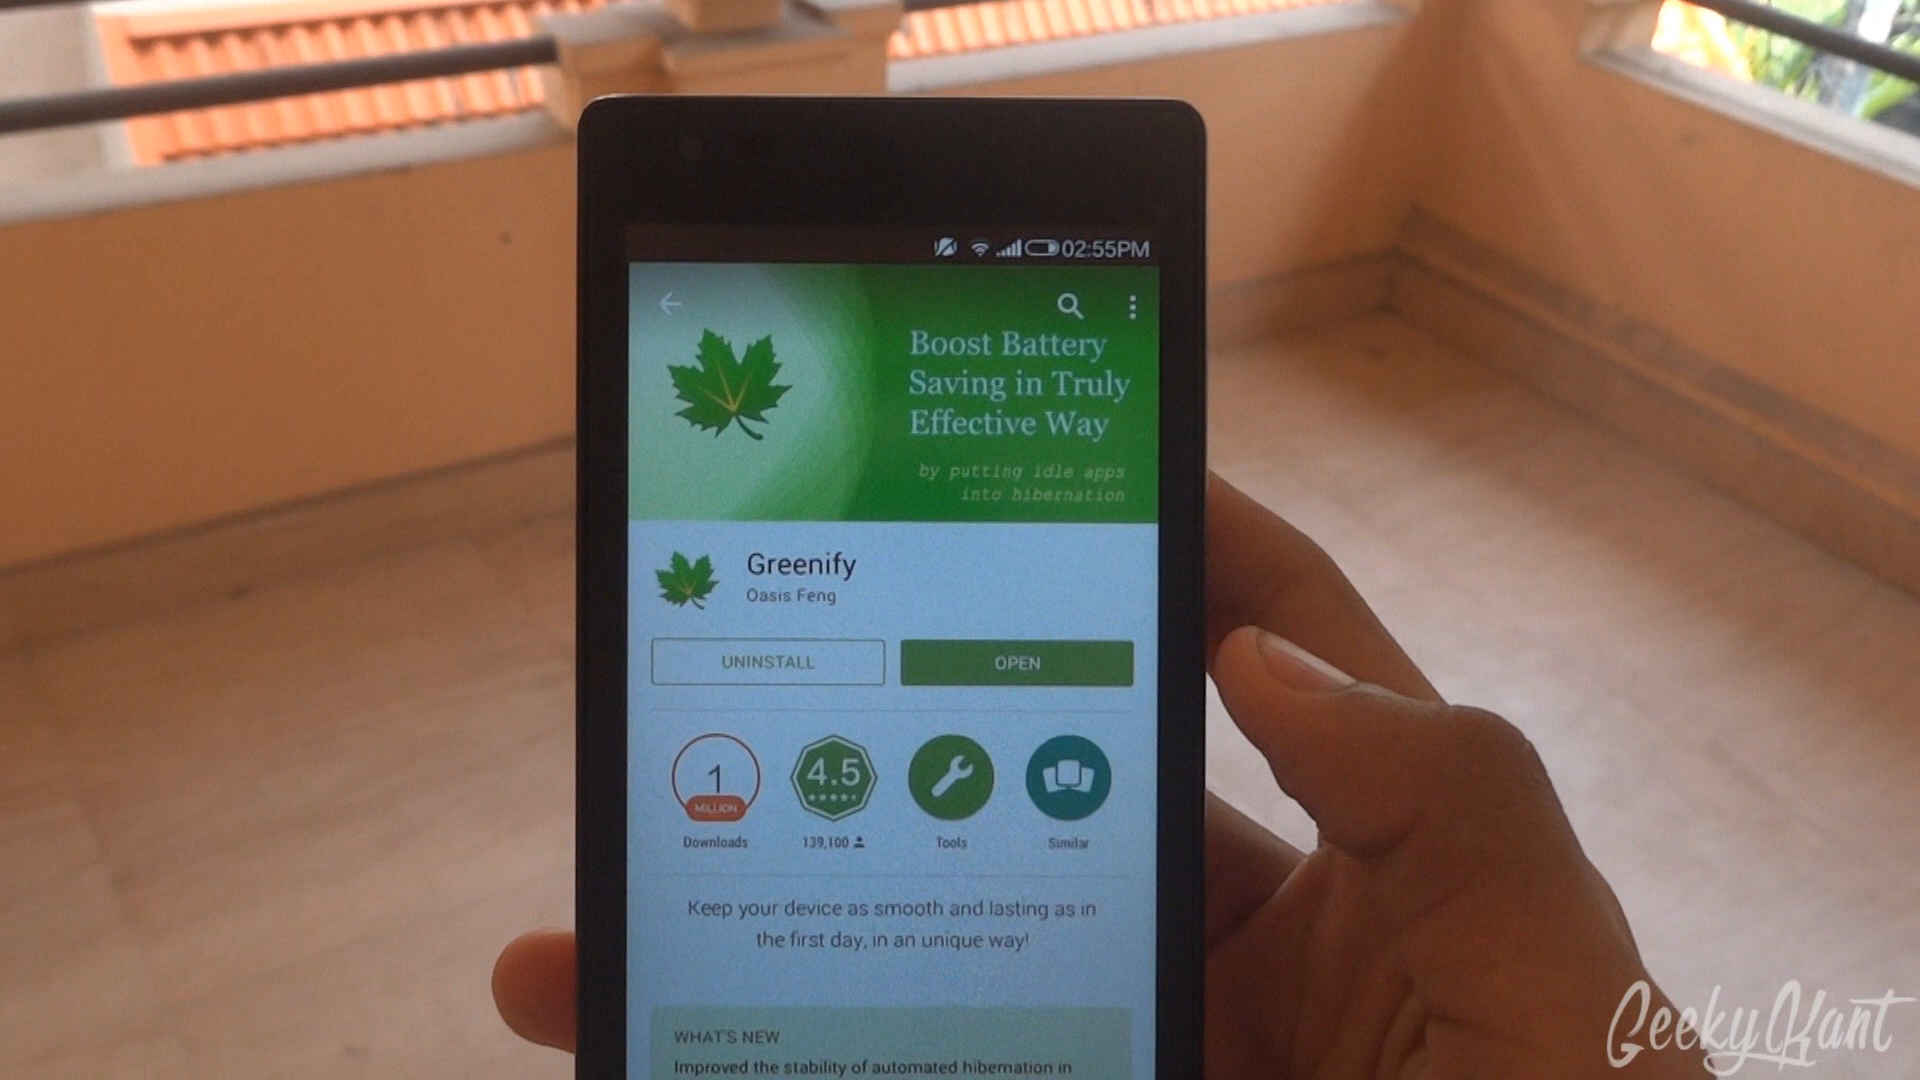 02:55PM
Boost Battery
Saving in Truly
Effective Way
by putting idle apps
into hibernation
Greenify
Oasis Feng
UNINSTALL
OPEN
1
MILLION
4.5
Downloads
139,100
Tools
Similar
Keep your device as smooth and lasting as in
the first day, in an unique way!
WHAT'S NEW
Improved the stability of automated hibernation in
GeekyKant